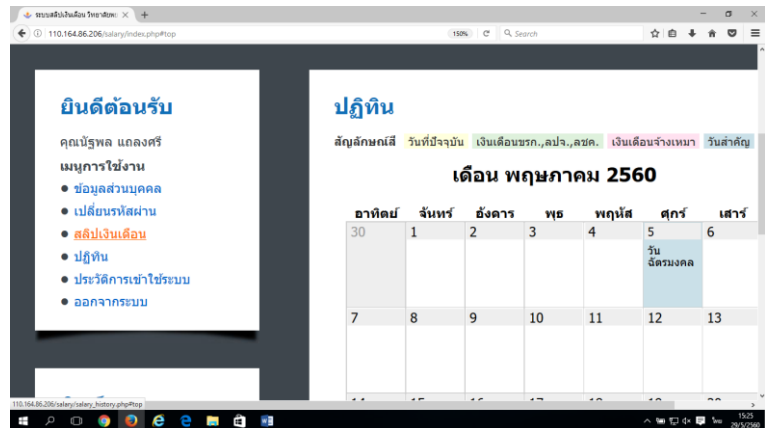 ระบบสลิปเงินเดือน วิทยาลัยพ
110.164.86.206/salary/index.php#top
150%
Search
ยินดีต้อนรับ
คุณนัฐพล แถลงศรี
เมนูการใช้งาน
ข้อมูลส่วนบุคคล
เปลี่ยนรหัสผ่าน
สลิปเงินเดือน
ปฏิทิน
ประวัติการเข้าใช้ระบบ
ออกจากระบบ
ปฏิทิน
สัญลักษณ์สี วันที่ปัจจุบัน เงินเดือนขรก.,ลปจ.,ลชค. เงินเดือนจ้างเหมา วันสำคัญ
เดือน พฤษภาคม 2560
อาทิตย์ จันทร์ อังคาร พุธ พฤหัส ศุกร์ เสาร์
30 1 2 3 4 5 6
วัน
ฉัตรมงคล
7 8 9 10 11 12 13
110.164.86.206/salary/salary_history.php#top
15:25
29/5/2560